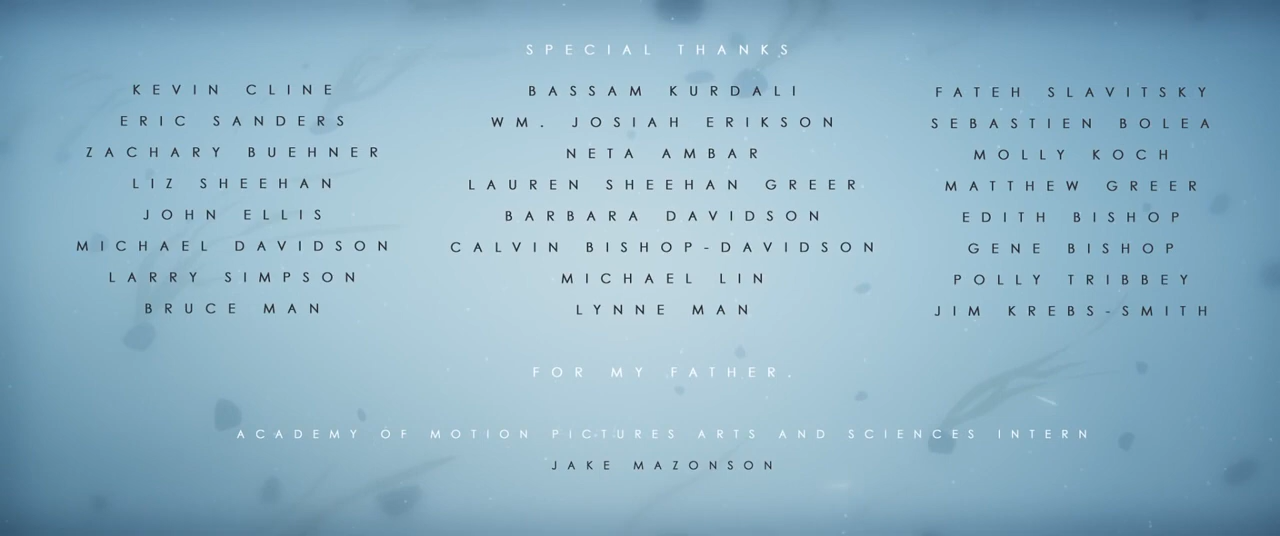 SPECIAL THANKS
KEVIN CLINE
ERIC SANDERS
ZACHARY BUEHNER
LIZ SHEEHAN
JOHN ELLIS
MICHAEL DAVIDSON
LARRY SIMPSON
BRUCE MAN
BASSAM KURDALI
WM. JOSIAH ERIKSON
NETA AMBAR
LAUREN SHEEHAN GREER
BARBARA DAVIDSON
CALVIN BISHOP-DAVIDSON
MICHAEL LIN
LYNNE MAN
FATEH SLAVITSKY
SEBASTIEN BOLEA
MOLLY KOCH
MATTHEW GREER
EDITH BISHOP
GENE BISHOP
POLLY TRIBBEY
JIM KREBS-SMITH
FOR MY FATHER.
ACADEMY OF MOTION PICTURES ARTS AND SCIENCES INTERN
JAKE MAZONSON